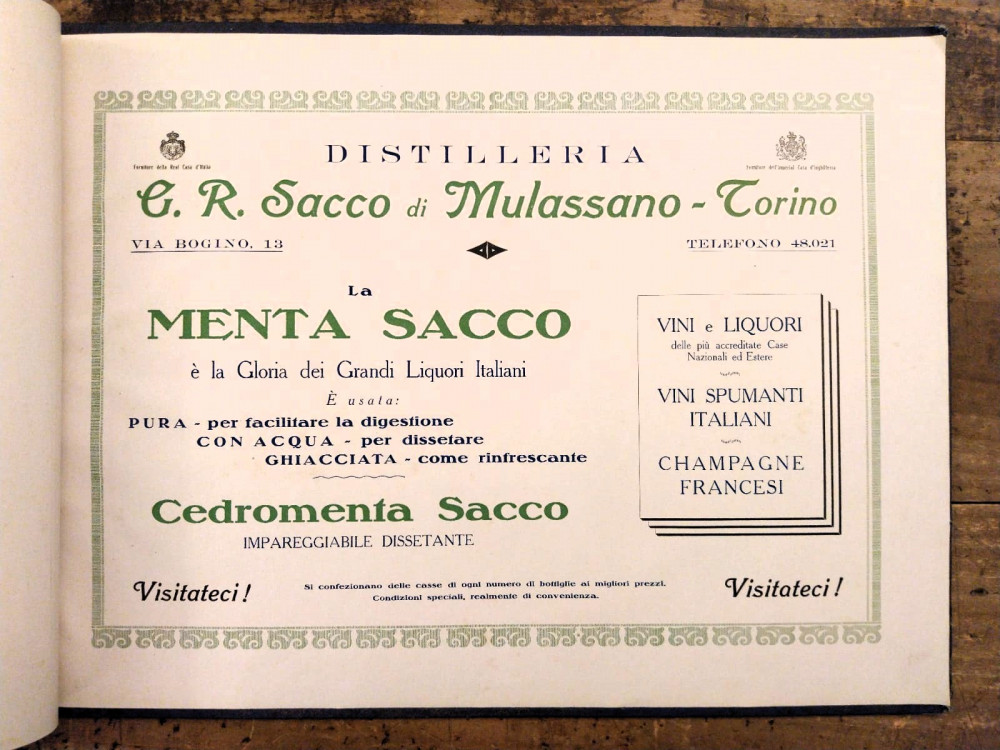 DISTILLERIA
Fornitore della Real Casa d'Italia
Fornitore dell'Imperial Casa d'Inghilterra
G. R. Sacco di Mulassano - Torino
VIA BOGINO, 13
TELEFONO 48.021
La
MENTA SACCO
è la Gloria dei Grandi Liquori Italiani
È usata:
PURA - per facilitare la digestione
CON ACQUA - per dissetare
GHIACCIATA - come rinfrescante
Cedromenta Sacco
IMPAREGGIABILE DISSETANTE
VINI e LIQUORI
delle più accreditate Case
Nazionali ed Estere
VINI SPUMANTI
ITALIANI
CHAMPAGNE
FRANCESI
Visitateci!
Si confezionano delle casse di ogni numero di bottiglie ai migliori prezzi.
Condizioni speciali, realmente di convenienza.
Visitateci!